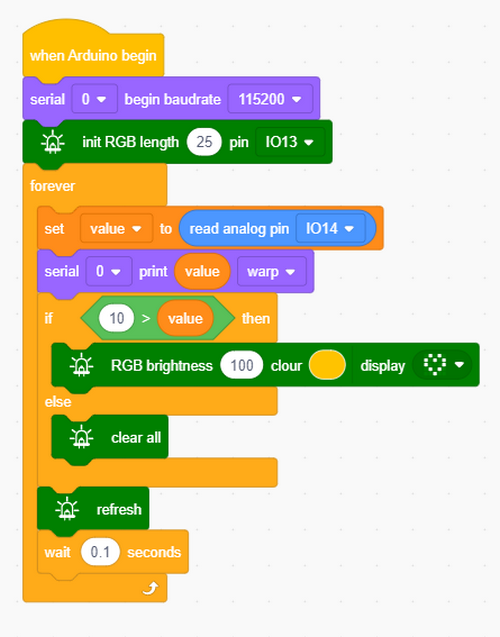 when Arduino begin
serial 0 begin baudrate 115200
init RGB length 25 pin IO13
forever
set value to read analog pin IO14
serial 0 print value warp
if 10 > value then
RGB brightness 100 clour display
else
clear all
refresh
wait 0.1 seconds